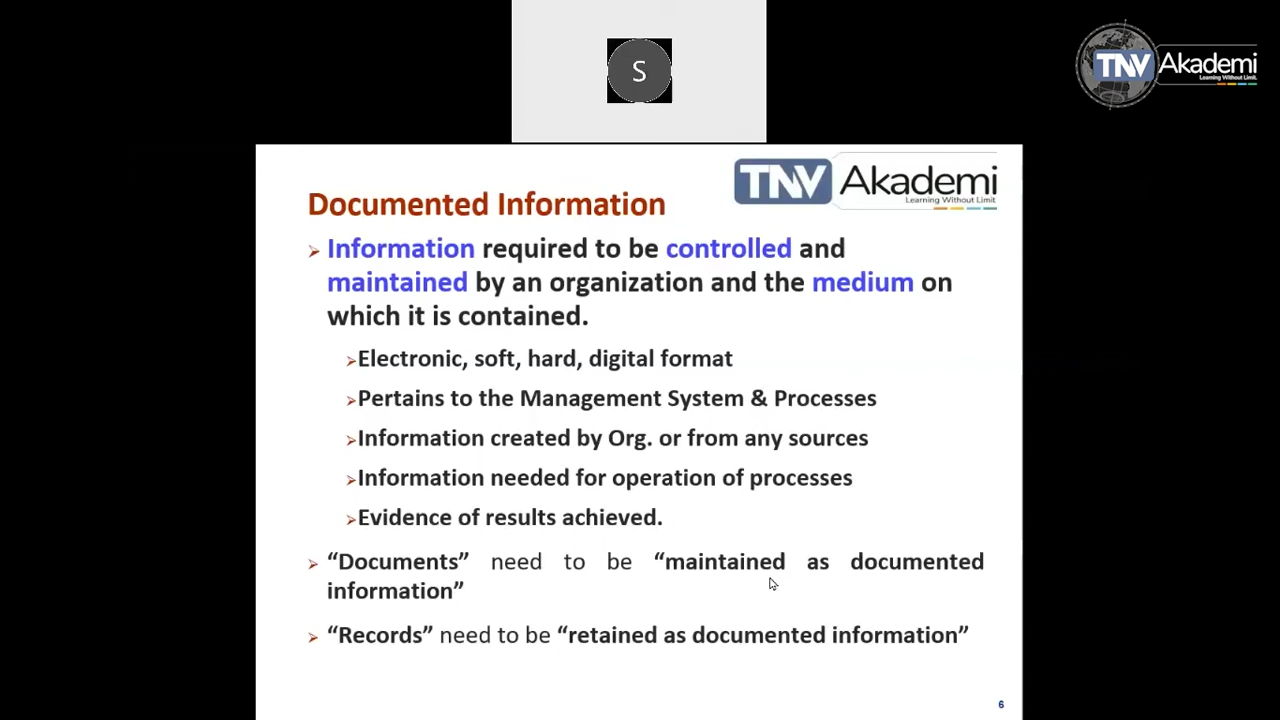 S
TNV Akademi
Learning Without Limit.
TNV Akademi
Learning Without Limit
Documented Information
Information required to be controlled and
maintained by an organization and the medium on
which it is contained.
Electronic, soft, hard, digital format
Pertains to the Management System & Processes
Information created by Org. or from any sources
Information needed for operation of processes
Evidence of results achieved.
“Documents” need to be “maintained as documented
information”
“Records” need to be “retained as documented information”
6